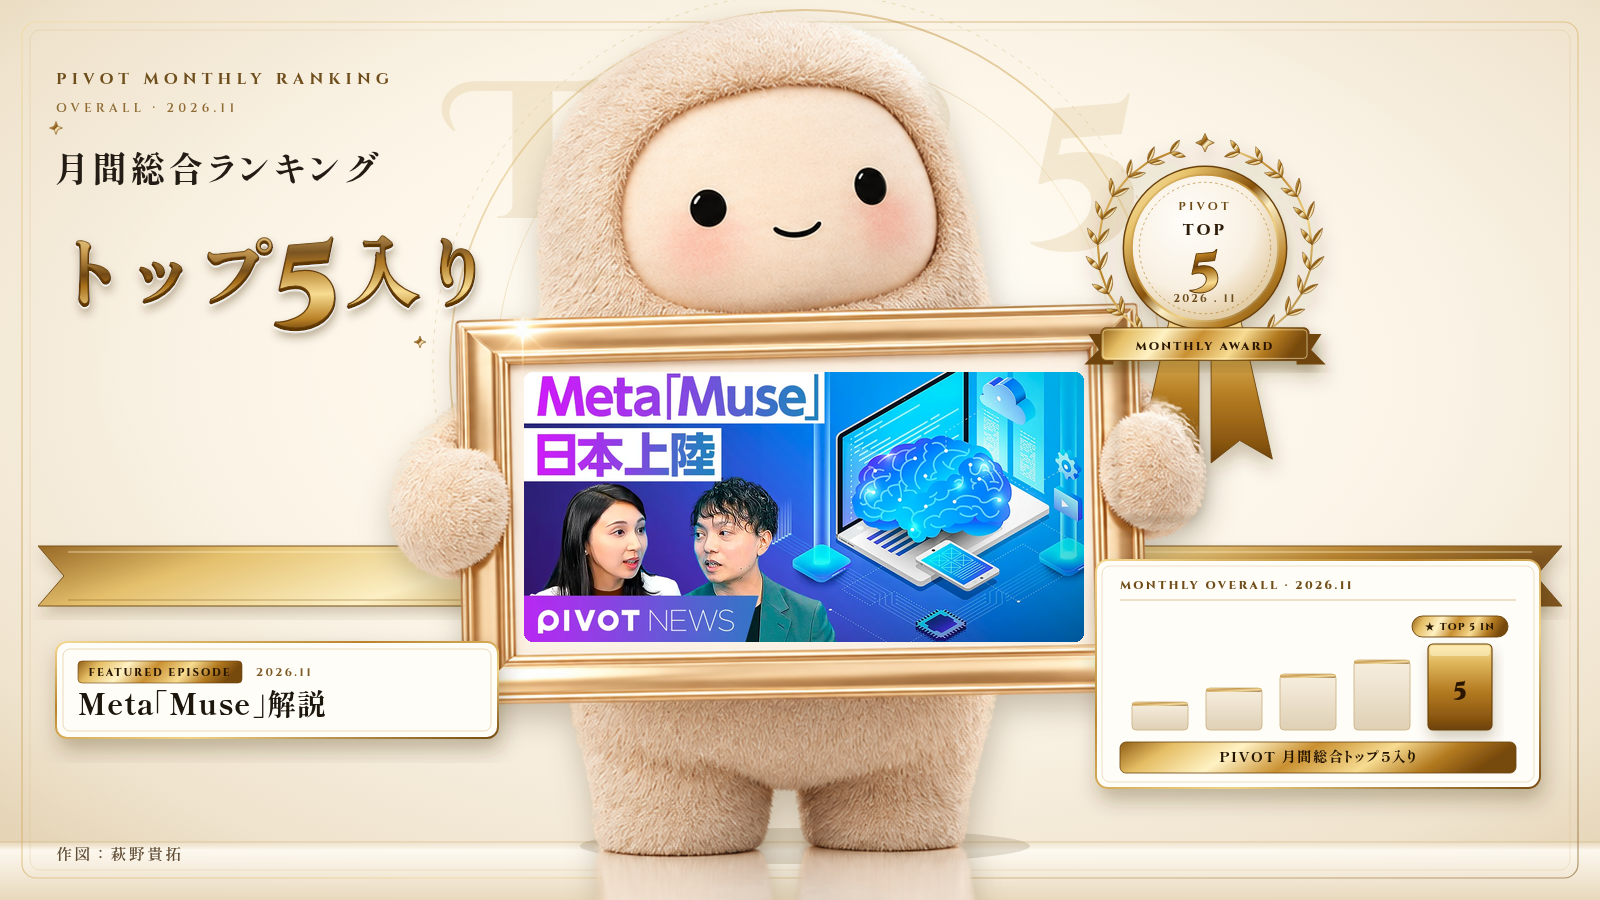 PIVOT MONTHLY RANKING
OVERALL · 2026.11
月間総合ランキング
トップ5入り
TOP 5
PIVOT
TOP
5
2026 . 11
MONTHLY AWARD
Meta「Muse」
日本上陸
PIVOT NEWS
FEATURED EPISODE 2026.11
Meta「Muse」解説
MONTHLY OVERALL · 2026.11
★ TOP 5 IN
5
PIVOT 月間総合トップ5入り
作図：萩野貴拓